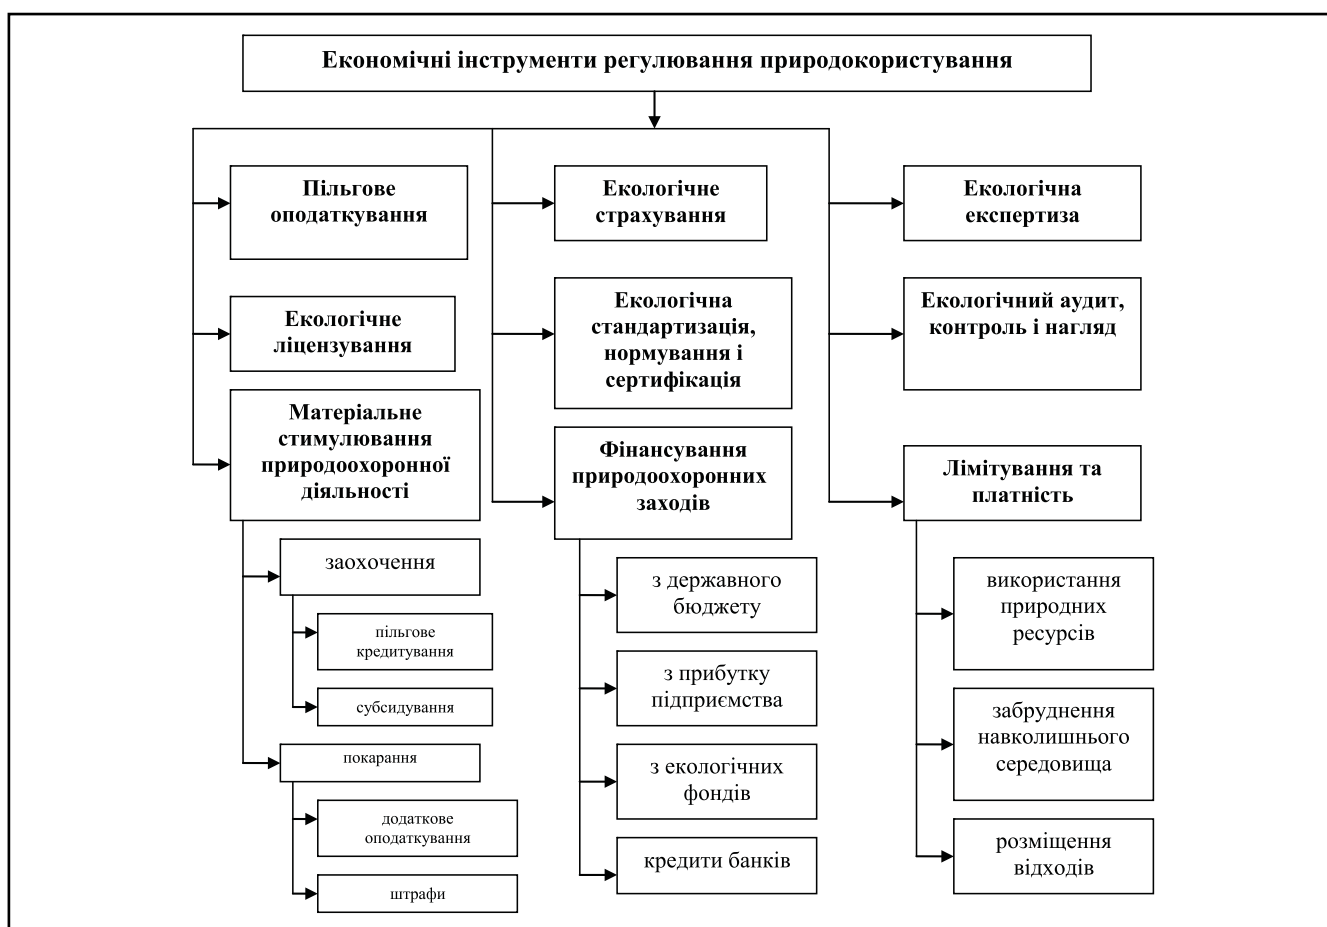 Економічні інструменти регулювання природокористування
Пільгове
оподаткування
Екологічне
ліцензування
Матеріальне
стимулювання
природоохоронної
діяльності
заохочення
пільгове
кредитування
субсидування
покарання
додаткове
оподаткування
штрафи
Екологічне
страхування
Екологічна
стандартизація,
нормування і
сертифікація
Фінансування
природоохоронних
заходів
з державного
бюджету
з прибутку
підприємства
з екологічних
фондів
кредити банків
Екологічна
експертиза
Екологічний аудит,
контроль і нагляд
Лімітування та
платність
використання
природних
ресурсів
забруднення
навколишнього
середовища
розміщення
відходів